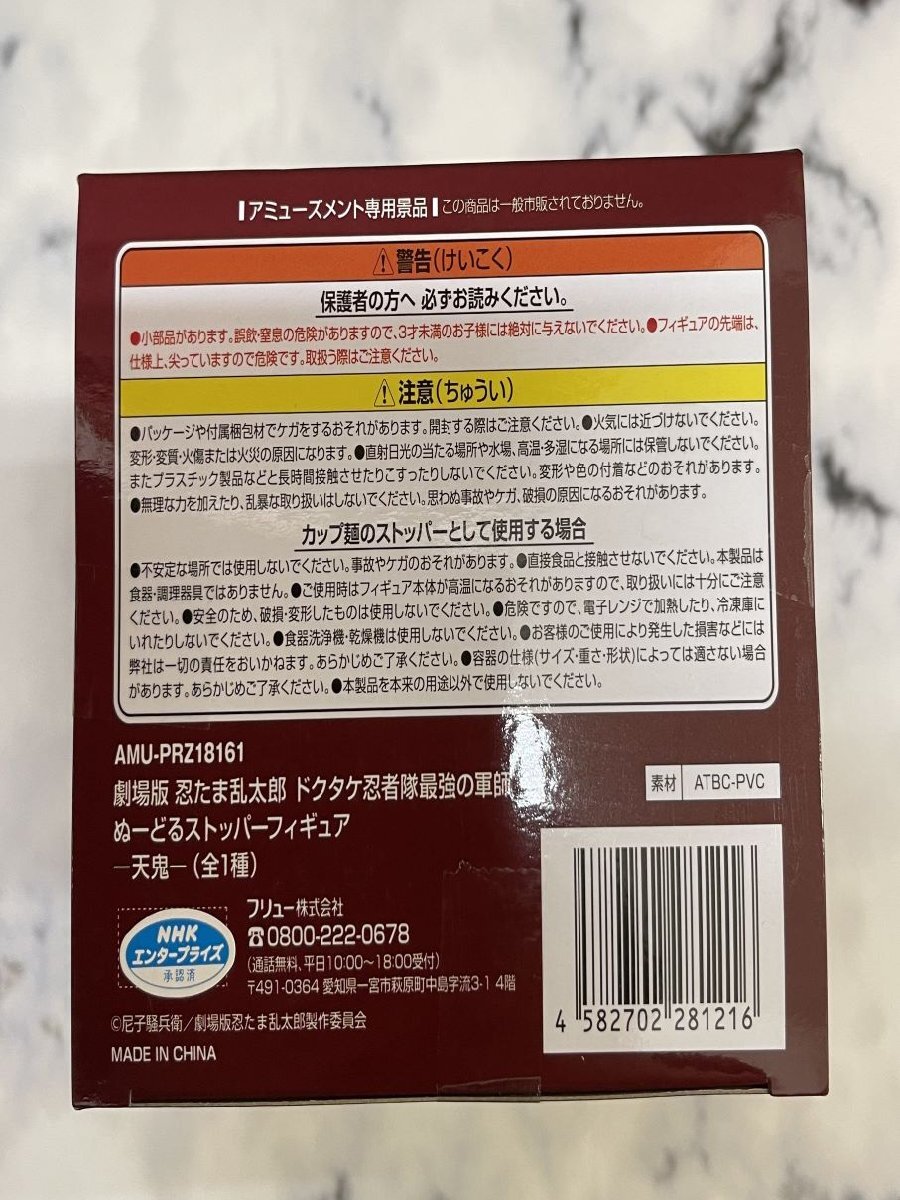 アミューズメント専用景品 この商品は一般市販されておりません。
⚠警告(けいこく)
保護者の方へ 必ずお読みください。
●小部品があります。誤飲・窒息の危険がありますので、3才未満のお子様には絶対に与えないでください。●フィギュアの先端は、
仕様上、尖っていますので危険です。取扱う際はご注意ください。
⚠注意(ちゅうい)
●パッケージや付属梱包材でケガをするおそれがあります。開封する際はご注意ください。●火気には近づけないでください。
変形・変質・火傷または火災の原因になります。●直射日光の当たる場所や水場、高温・多湿になる場所には保管しないでください。
またプラスチック製品などと長時間接触させたりこすったりしないでください。変形や色の付着などのおそれがあります。
●無理な力を加えたり、乱暴な取り扱いはしないでください。思わぬ事故やケガ、破損の原因になるおそれがあります。
カップ麺のストッパーとして使用する場合
●不安定な場所では使用しないでください。事故やケガのおそれがあります。●直接食品と接触させないでください。本製品は
食器・調理器具ではありません。●ご使用時はフィギュア本体が高温になるおそれがありますので、取り扱いには十分にご注意
ください。●安全のため、破損・変形したものは使用しないでください。●危険ですので、電子レンジで加熱したり、冷凍庫に
いれたりしないでください。●食器洗浄機・乾燥機は使用しないでください。●お客様のご使用により発生した損害などには
弊社は一切の責任をおいかねます。あらかじめご了承ください。●容器の仕様(サイズ・重さ・形状)によっては適さない場合
があります。あらかじめご了承ください。●本製品を本来の用途以外で使用しないでください。
AMU-PRZ18161
劇場版 忍たま乱太郎 ドクタケ忍者隊最強の軍師
ぬーどるストッパーフィギュア
―天鬼―(全1種)
素材 ATBC-PVC
NHK
エンタープライズ
承認済
フリュー株式会社
☎0800-222-0678
(通話無料、平日10:00～18:00受付)
〒491-0364 愛知県一宮市萩原町中島字流3-1 4階
©尼子騒兵衛/劇場版忍たま乱太郎製作委員会
MADE IN CHINA
4 582702 281216